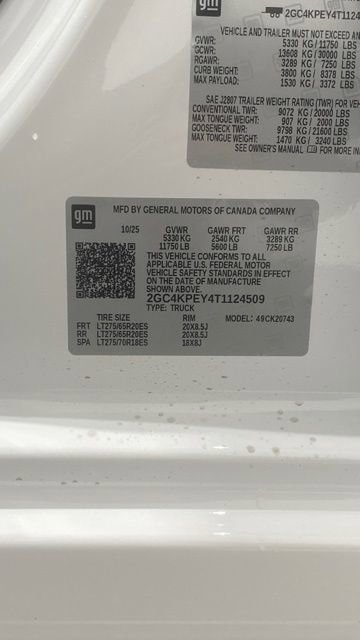 gm
2GC4KPEY4T1124
VEHICLE AND TRAILER MUST NOT EXCEED AN
GVWR: 5330 KG/11750 LBS
GCWR: 13608 KG/30000 LBS
RGAWR: 3289 KG/ 7250 LBS
CURB WEIGHT: 3800 KG/ 8378 LBS
MAX PAYLOAD: 1530 KG/ 3372 LBS
SAE J2807 TRAILER WEIGHT RATING (TWR) FOR VEH
CONVENTIONAL TWR: 9072 KG/20000 LBS
MAX TONGUE WEIGHT: 907 KG/ 2000 LBS
GOOSENECK TWR: 9798 KG/21600 LBS
MAX TONGUE WEIGHT: 1470 KG/ 3240 LBS
SEE OWNER'S MANUAL FOR MORE IN
gm
MFD BY GENERAL MOTORS OF CANADA COMPANY
10/25 GVWR GAWR FRT GAWR RR
5330 KG 2540 KG 3289 KG
11750 LB 5600 LB 7250 LB
THIS VEHICLE CONFORMS TO ALL
APPLICABLE U.S. FEDERAL MOTOR
VEHICLE SAFETY STANDARDS IN EFFECT
ON THE DATE OF MANUFACTURE
SHOWN ABOVE.
2GC4KPEY4T1124509
TYPE: TRUCK
TIRE SIZE RIM MODEL: 49CK20743
FRT LT275/65R20ES 20X8.5J
RR LT275/65R20ES 20X8.5J
SPA LT275/70R18ES 18X8J